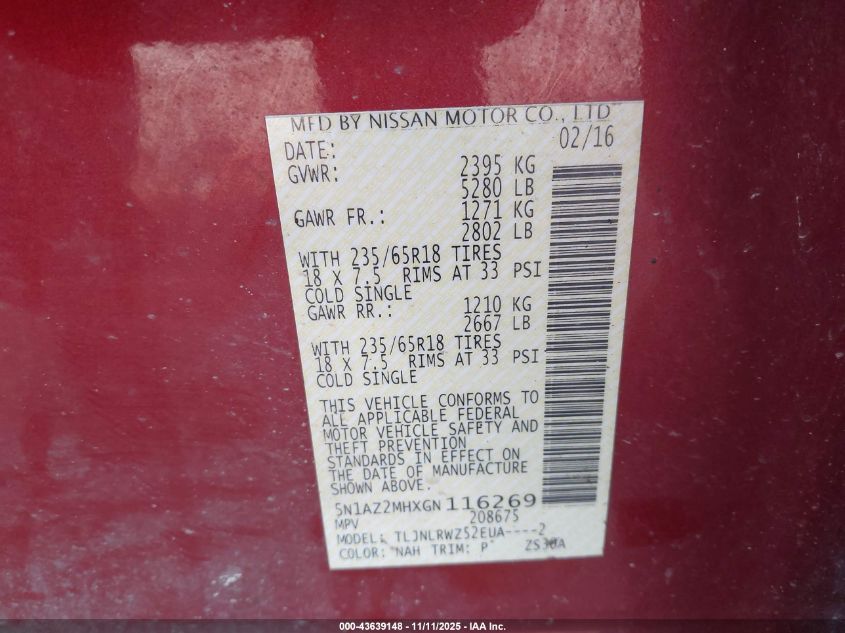 MFD BY NISSAN MOTOR CO., LTD
DATE: 02/16
GVWR: 2395 KG
5280 LB
GAWR FR.: 1271 KG
2802 LB
WITH 235/65R18 TIRES
18 X 7.5 RIMS AT 33 PSI
COLD SINGLE
GAWR RR.: 1210 KG
2667 LB
WITH 235/65R18 TIRES
18 X 7.5 RIMS AT 33 PSI
COLD SINGLE
THIS VEHICLE CONFORMS TO
ALL APPLICABLE FEDERAL
MOTOR VEHICLE SAFETY AND
THEFT PREVENTION
STANDARDS IN EFFECT ON
THE DATE OF MANUFACTURE
SHOWN ABOVE.
5N1AZ2MHXGN116269
MPV 208675
MODEL: TLJNLRWZ52EUA----2
COLOR: "NAH TRIM: P"
000-43639148 - 11/11/2025 - IAA Inc.